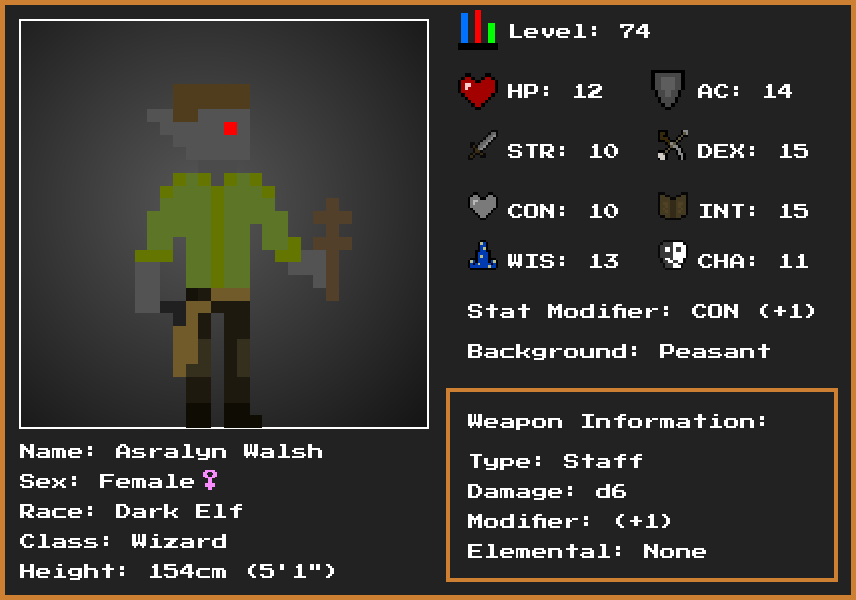 Level: 74
HP: 12
AC: 14
STR: 10
DEX: 15
CON: 10
INT: 15
WIS: 13
CHA: 11
Stat Modifier: CON (+1)
Background: Peasant
Weapon Information:
Type: Staff
Damage: d6
Modifier: (+1)
Elemental: None
Name: Asralyn Walsh
Sex: Female♀
Race: Dark Elf
Class: Wizard
Height: 154cm (5'1")